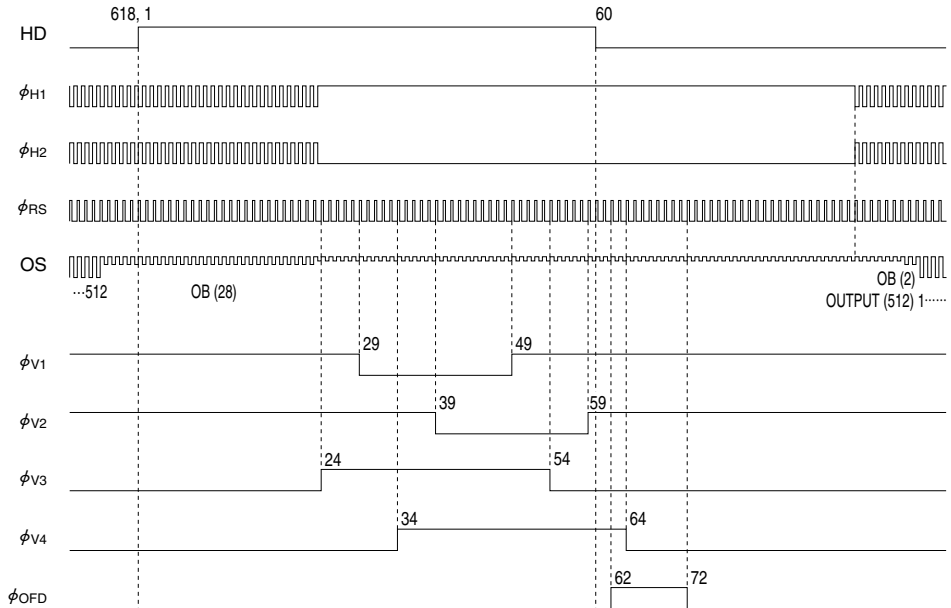 618, 1 60
HD
ϕH1
ϕH2
ϕRS
OS
···512 OB (28) OB (2)
OUTPUT (512) 1······
29 49
ϕV1
39 59
ϕV2
24 54
ϕV3
34 64
ϕV4
62 72
ϕOFD